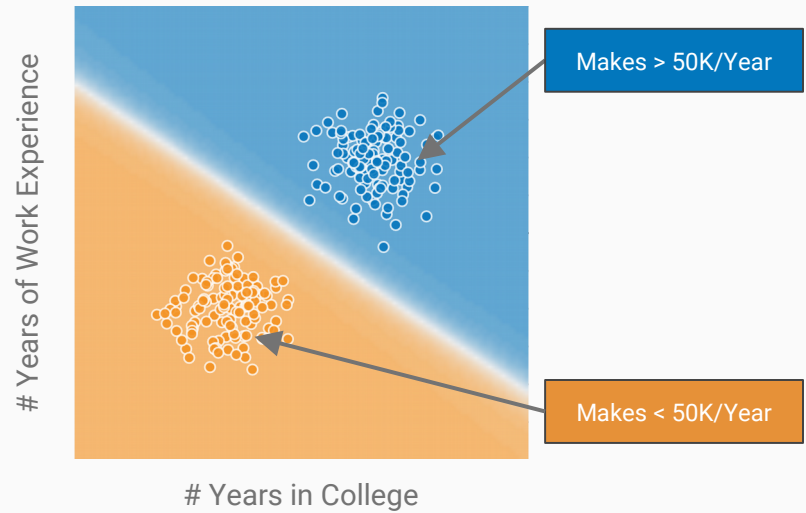 # Years of Work Experience
Makes > 50K/Year
Makes < 50K/Year
# Years in College